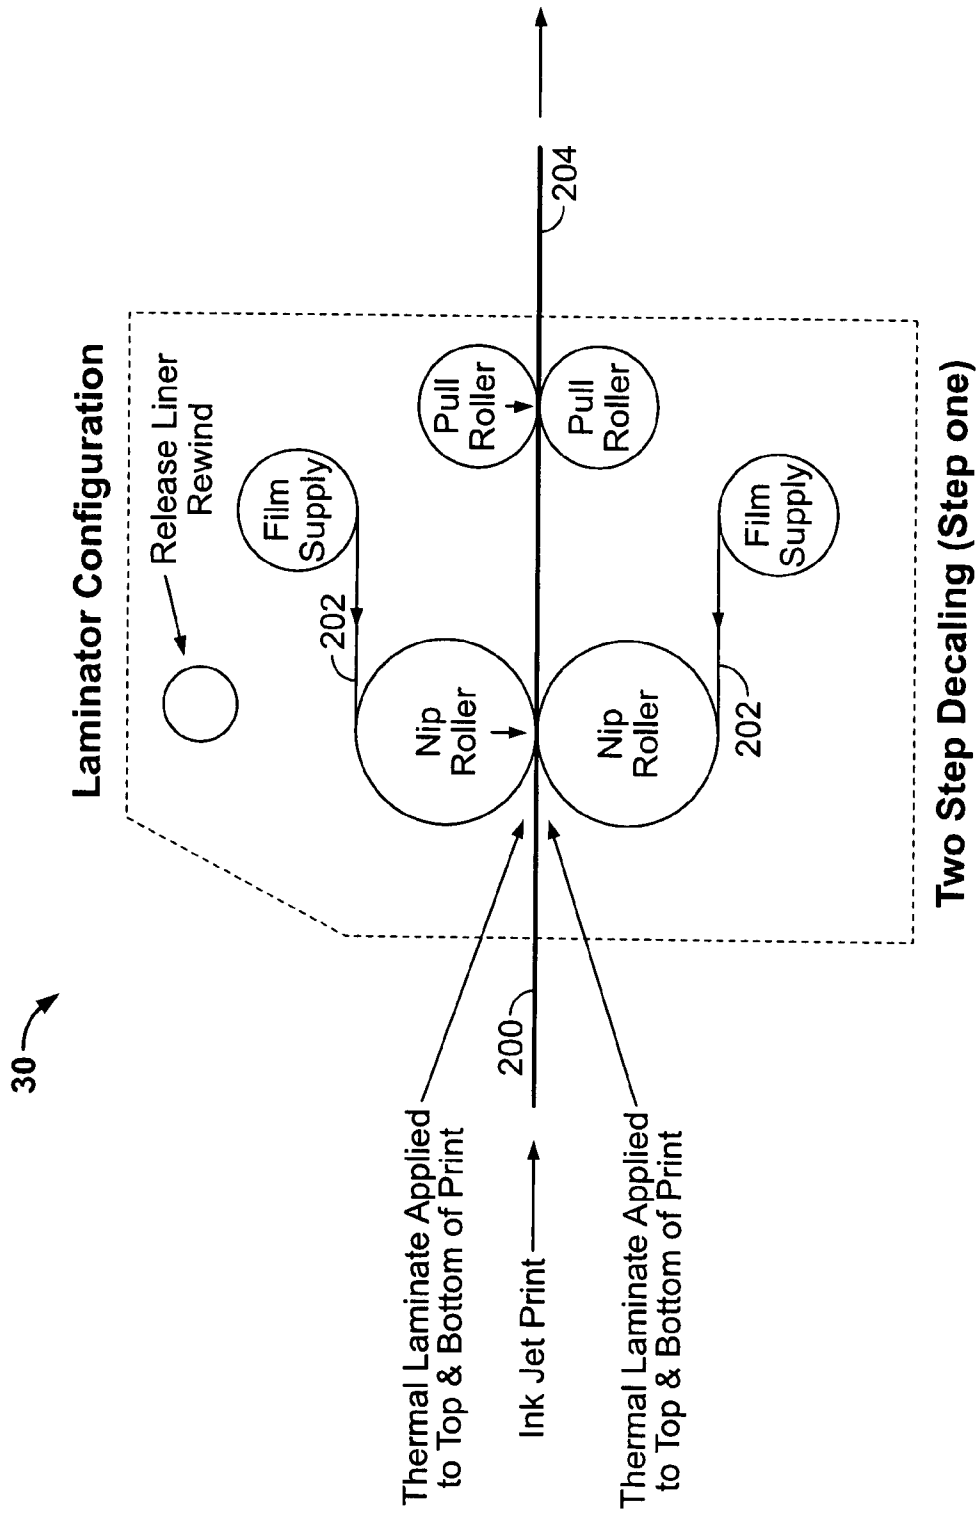 30
Laminator Configuration
Release Liner
Rewind
Film
Supply
202
Pull
Roller
Nip
Roller
Thermal Laminate Applied
to Top & Bottom of Print
Ink Jet Print
200
204
Thermal Laminate Applied
to Top & Bottom of Print
Nip
Roller
Pull
Roller
202
Film
Supply
Two Step Decaling (Step one)